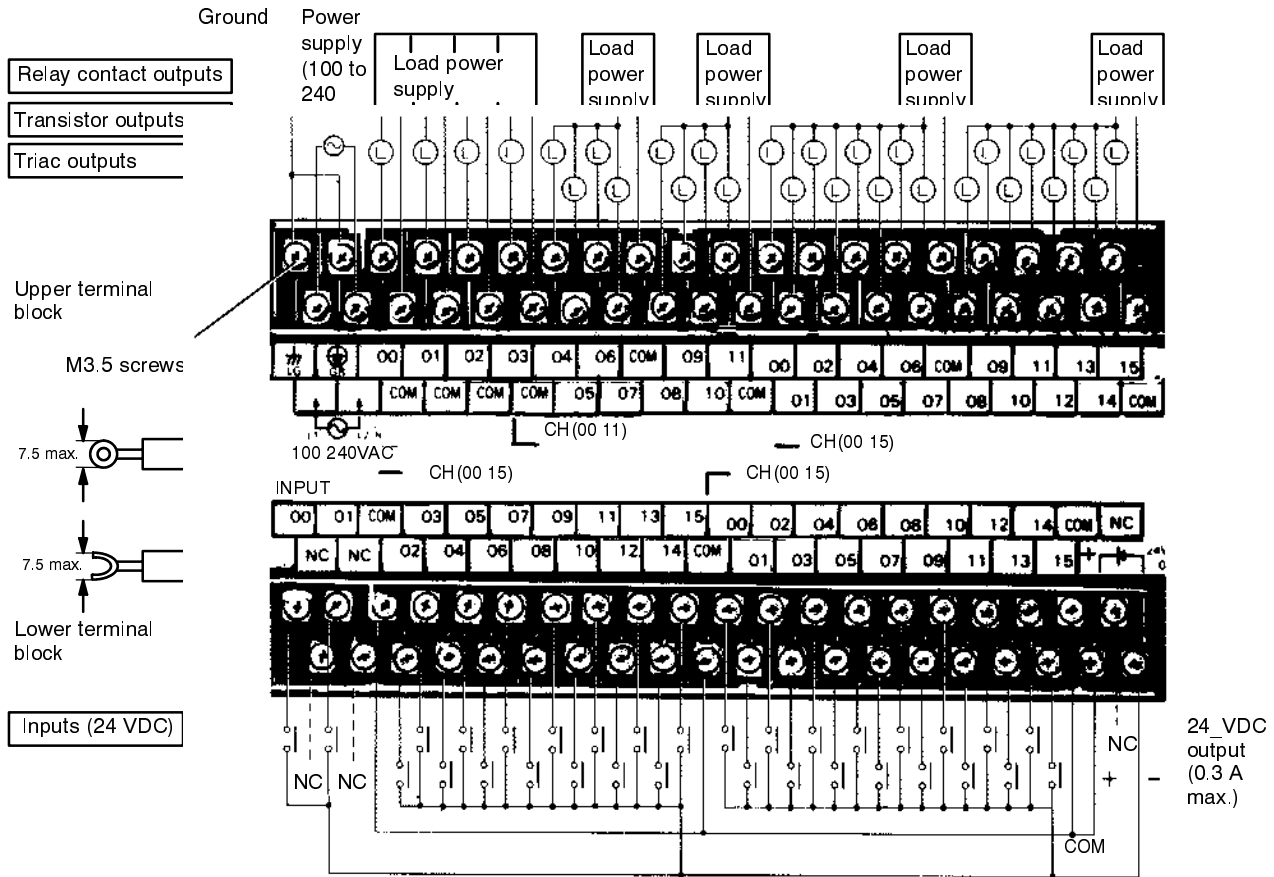 Ground
Power
supply
(100 to
240
Load power
supply
Load
power
supply
Load
power
supply
Load
power
supply
Load
power
supply
Relay contact outputs
Transistor outputs
Triac outputs
L L L L L L L L L L L L L L L L L L
L L L L L L L L L L L L
Upper terminal
block
M3.5 screws
LG GR 00 01 02 03 04 06 COM 09 11 00 02 04 06 COM 09 11 13 15
COM COM COM COM 05 07 08 10 COM 01 03 05 07 08 10 12 14 COM
100 240VAC
CH(00 11)
CH(00 15)
CH(00 15)
CH(00 15)
7.5 max.
INPUT
00 01 COM 03 05 07 09 11 13 15 00 02 04 06 08 10 12 14 COM NC
NC NC 02 04 06 08 10 12 14 COM 01 03 05 07 09 11 13 15 +
7.5 max.
Lower terminal
block
Inputs (24 VDC)
NC NC
NC
+ −
24_VDC
output
(0.3 A
max.)
COM